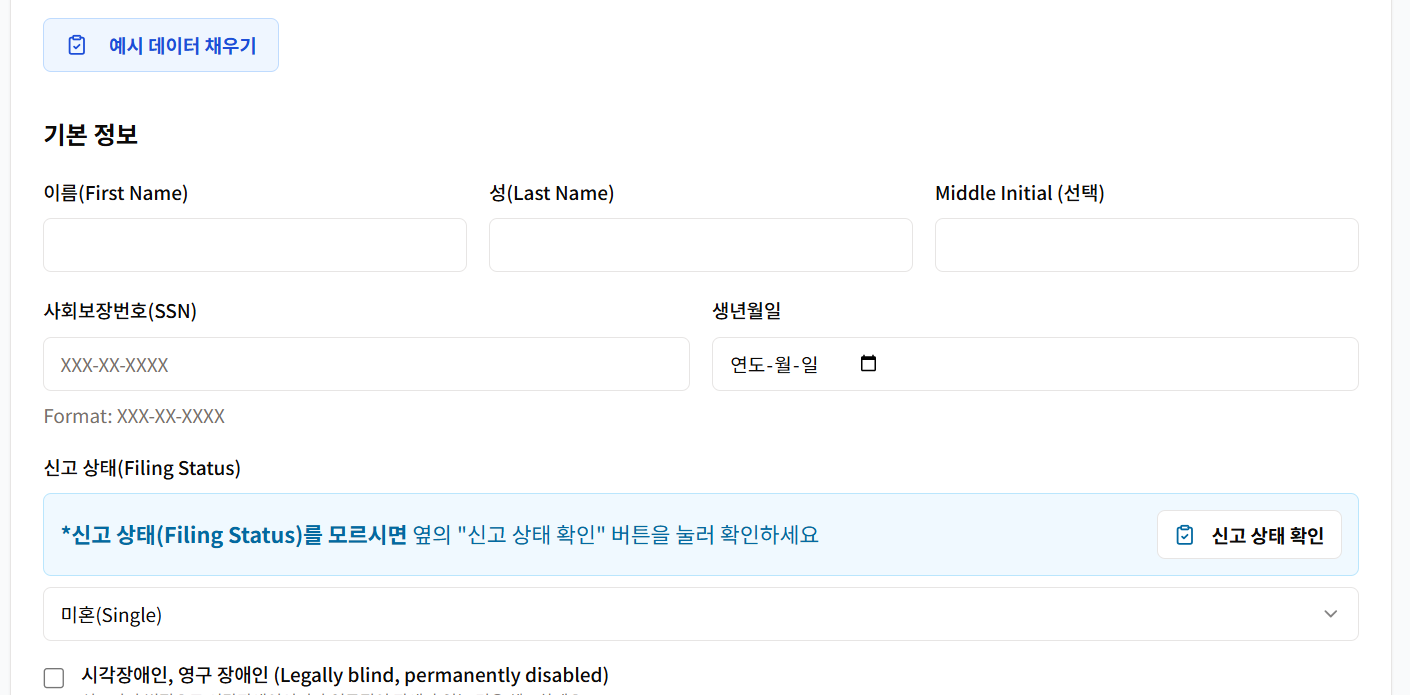 예시 데이터 채우기
기본 정보
이름(First Name)
성(Last Name)
Middle Initial (선택)
사회보장번호(SSN)
생년월일
XXX-XX-XXXX
연도-월-일
Format: XXX-XX-XXXX
신고 상태(Filing Status)
*신고 상태(Filing Status)를 모르시면 옆의 "신고 상태 확인" 버튼을 눌러 확인하세요
신고 상태 확인
미혼(Single)
시각장애인, 영구 장애인 (Legally blind, permanently disabled)